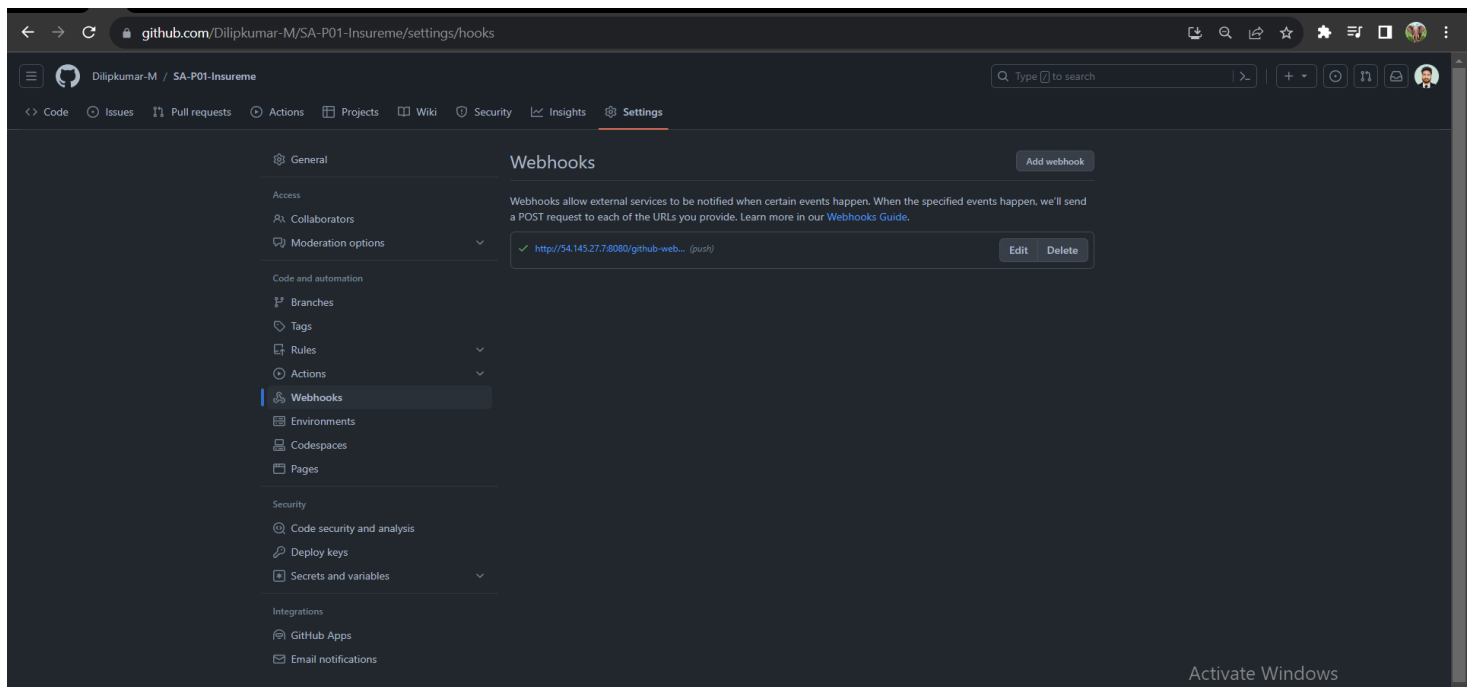 github.com/Dilipkumar-M/SA-P01-Insureme/settings/hooks
Dilipkumar-M / SA-P01-Insureme
Type / to search
Code Issues Pull requests Actions Projects Wiki Security Insights Settings
General
Access
Collaborators
Moderation options
Code and automation
Branches
Tags
Rules
Actions
Webhooks
Environments
Codespaces
Pages
Security
Code security and analysis
Deploy keys
Secrets and variables
Integrations
GitHub Apps
Email notifications
Webhooks
Add webhook
Webhooks allow external services to be notified when certain events happen. When the specified events happen, we'll send
a POST request to each of the URLs you provide. Learn more in our Webhooks Guide.
http://54.145.27.7:8080/github-web... (push)
Edit Delete
Activate Windows